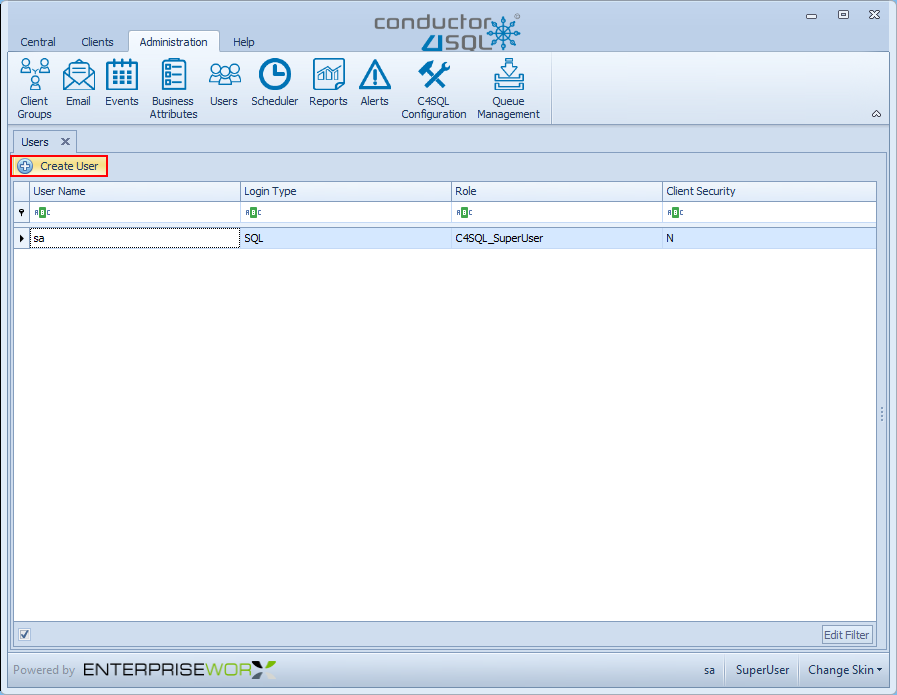 conductor
4SQL
Central Clients Administration Help
Client Groups
Email
Events
Business Attributes
Users
Scheduler
Reports
Alerts
C4SQL Configuration
Queue Management
Users
Create User
User Name Login Type Role Client Security
ABC ABC ABC ABC
sa SQL C4SQL_SuperUser N
Edit Filter
Powered by ENTERPRISEWORX sa SuperUser Change Skin